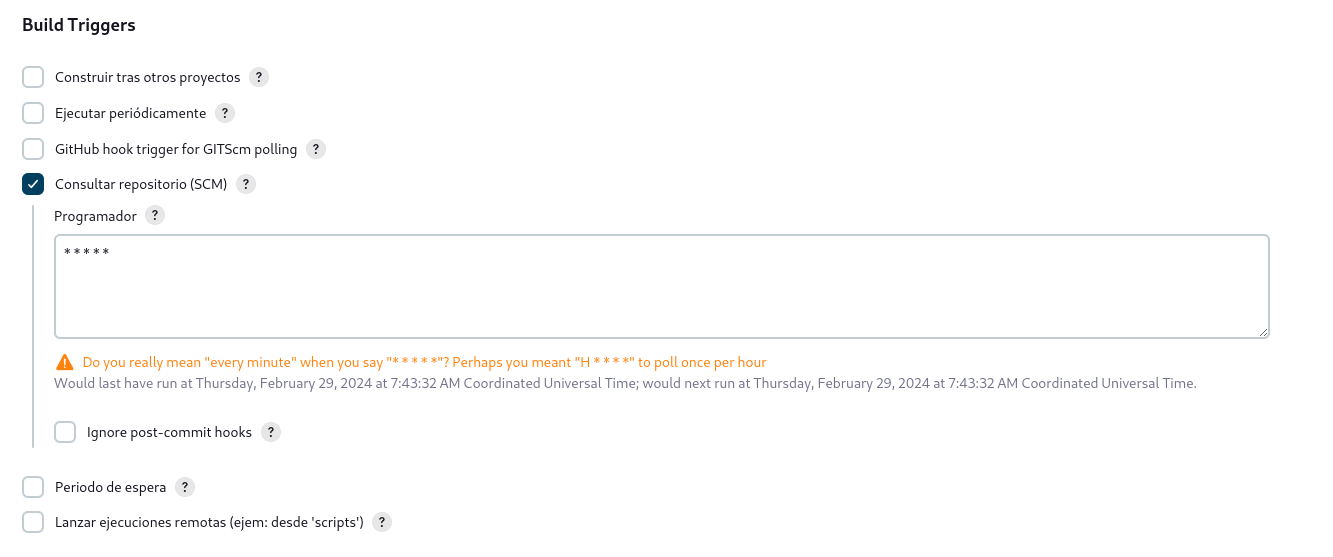 Build Triggers
Construir tras otros proyectos ?
Ejecutar periódicamente ?
GitHub hook trigger for GITScm polling ?
Consultar repositorio (SCM) ?
Programador ?
* * * * *
Do you really mean "every minute" when you say "* * * * *"? Perhaps you meant "H * * * *" to poll once per hour
Would last have run at Thursday, February 29, 2024 at 7:43:32 AM Coordinated Universal Time; would next run at Thursday, February 29, 2024 at 7:43:32 AM Coordinated Universal Time.
Ignore post-commit hooks ?
Periodo de espera ?
Lanzar ejecuciones remotas (ejem: desde 'scripts') ?